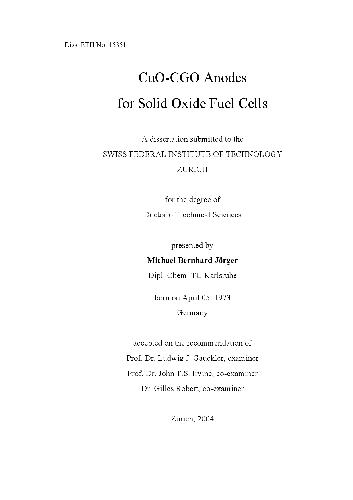 Diss. ETH No. 15351
CuO-CGO Anodes
for Solid Oxide Fuel Cells
A dissertation submitted to the
SWISS FEDERAL INSTITUTE OF TECHNOLOGY
ZURICH
for the degree of
Doctor of Technical Sciences
presented by
Michael Bernhard Jörger
Dipl. Chem. TU Karlsruhe
born on April 05, 1973
Germany
accepted on the recommendation of
Prof. Dr. Ludwig J. Gauckler, examiner
Prof. Dr. John T.S. Irvine, co-examiner
Dr. Gilles Robert, co-examiner
Zurich, 2004